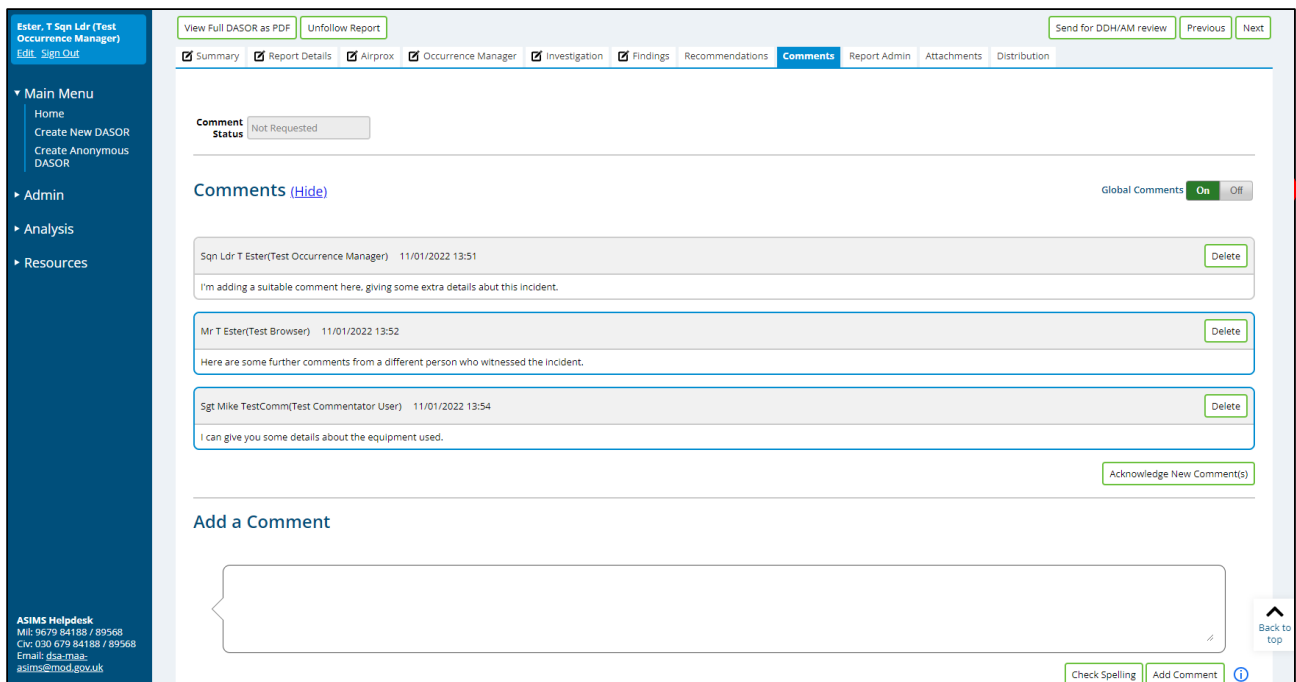 Ester, T Sqn Ldr (Test
Occurrence Manager)
Edit Sign Out
Main Menu
Home
Create New DASOR
Create Anonymous
DASOR
Admin
Analysis
Resources
ASIMS Helpdesk
Mil: 9679 84188 / 89568
Civ: 030 679 84188 / 89568
Email: dsa-maa-
asims@mod.gov.uk
View Full DASOR as PDF Unfollow Report Send for DDH/AM review Previous Next
Summary Report Details Airprox Occurrence Manager Investigation Findings Recommendations Comments Report Admin Attachments Distribution
Comment
Status Not Requested
Comments (Hide) Global Comments On Off
Sqn Ldr T Ester(Test Occurrence Manager) 11/01/2022 13:51 Delete
I'm adding a suitable comment here, giving some extra details abut this incident.
Mr T Ester(Test Browser) 11/01/2022 13:52 Delete
Here are some further comments from a different person who witnessed the incident.
Sgt Mike TestComm(Test Commentator User) 11/01/2022 13:54 Delete
I can give you some details about the equipment used.
Acknowledge New Comment(s)
Add a Comment
Back to
top
Check Spelling Add Comment